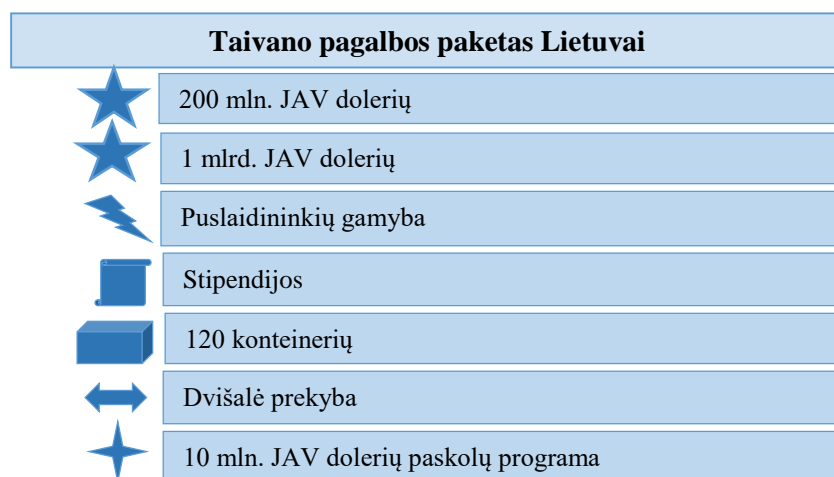 Taivano pagalbos paketas Lietuvai
200 mln. JAV dolerių
1 mlrd. JAV dolerių
Puslaidininkių gamyba
Stipendijos
120 konteinerių
Dvišalė prekyba
10 mln. JAV dolerių paskolų programa